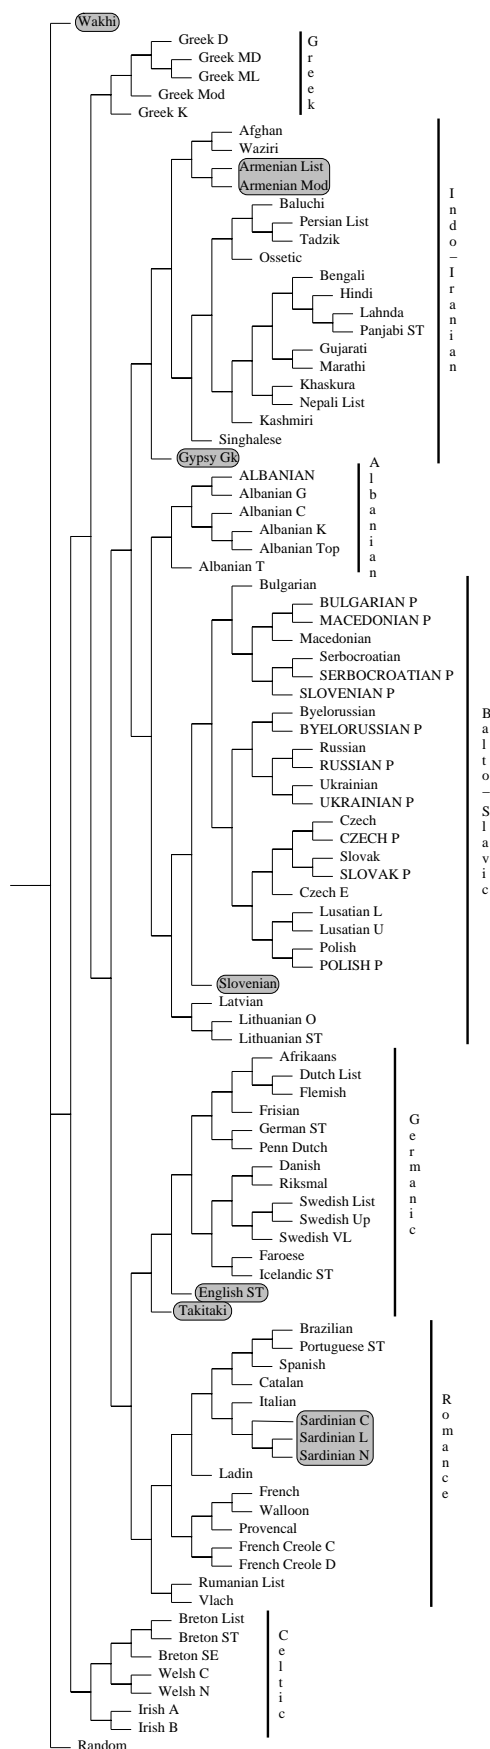 Wakhi
Greek D
Greek MD
Greek ML
Greek Mod
Greek K
Greek
Afghan
Waziri
Armenian List
Armenian Mod
Baluchi
Persian List
Tadzik
Ossetic
Bengali
Hindi
Lahnda
Panjabi ST
Gujarati
Marathi
Khaskura
Nepali List
Kashmiri
Singhalese
Gypsy Gk
Indo–Iranian
ALBANIAN
Albanian G
Albanian C
Albanian K
Albanian Top
Albanian T
Albanian
Bulgarian
BULGARIAN P
MACEDONIAN P
Macedonian
Serbocroatian
SERBOCROATIAN P
SLOVENIAN P
Byelorussian
BYELORUSSIAN P
Russian
RUSSIAN P
Ukrainian
UKRAINIAN P
Czech
CZECH P
Slovak
SLOVAK P
Czech E
Lusatian L
Lusatian U
Polish
POLISH P
Slovenian
Latvian
Lithuanian O
Lithuanian ST
Balto–Slavic
Afrikaans
Dutch List
Flemish
Frisian
German ST
Penn Dutch
Danish
Riksmal
Swedish List
Swedish Up
Swedish VL
Faroese
Icelandic ST
English ST
Takitaki
Germanic
Brazilian
Portuguese ST
Spanish
Catalan
Italian
Sardinian C
Sardinian L
Sardinian N
Ladin
French
Walloon
Provencal
French Creole C
French Creole D
Rumanian List
Vlach
Romance
Breton List
Breton ST
Breton SE
Welsh C
Welsh N
Irish A
Irish B
Celtic
Random